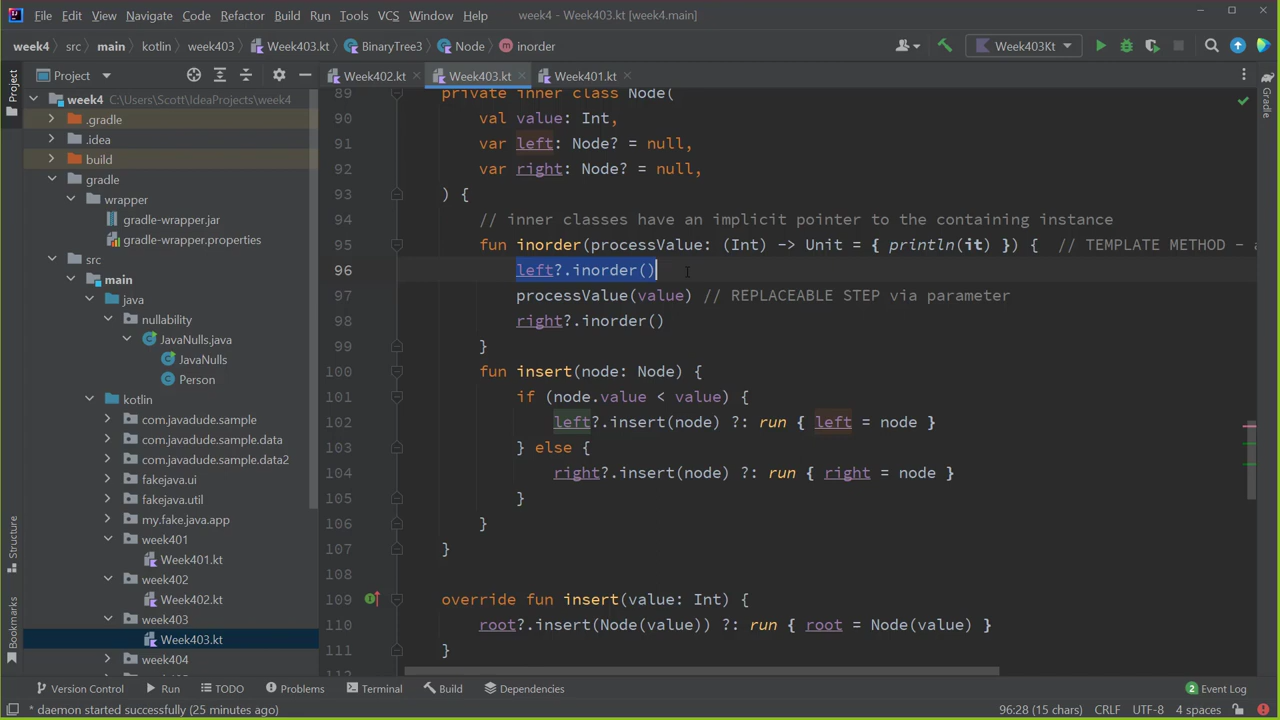 File Edit View Navigate Code Refactor Build Run Tools VCS Window Help week4 - Week403.kt [week4.main]
week4 src main kotlin week403 Week403.kt BinaryTree3 Node inorder Week403Kt
Project Week402.kt Week403.kt Week401.kt
Project
Structure
Bookmarks
Gradle
week4 C:\Users\Scott\IdeaProjects\week4
.gradle
.idea
build
gradle
wrapper
gradle-wrapper.jar
gradle-wrapper.properties
src
main
java
nullability
JavaNulls.java
JavaNulls
Person
kotlin
com.javadude.sample
com.javadude.sample.data
com.javadude.sample.data2
fakejava.ui
fakejava.util
my.fake.java.app
week401
Week401.kt
week402
Week402.kt
week403
Week403.kt
week404
89 private inner class Node(
90 val value: Int,
91 var left: Node? = null,
92 var right: Node? = null,
93 ) {
94 // inner classes have an implicit pointer to the containing instance
95 fun inorder(processValue: (Int) -> Unit = { println(it) }) { // TEMPLATE METHOD - a
96 left?.inorder()
97 processValue(value) // REPLACEABLE STEP via parameter
98 right?.inorder()
99 }
100 fun insert(node: Node) {
101 if (node.value < value) {
102 left?.insert(node) ?: run { left = node }
103 } else {
104 right?.insert(node) ?: run { right = node }
105 }
106 }
107 }
108
109 override fun insert(value: Int) {
110 root?.insert(Node(value)) ?: run { root = Node(value) }
111 }
112
Version Control Run TODO Problems Terminal Build Dependencies 2 Event Log
* daemon started successfully (25 minutes ago) 96:28 (15 chars) CRLF UTF-8 4 spaces